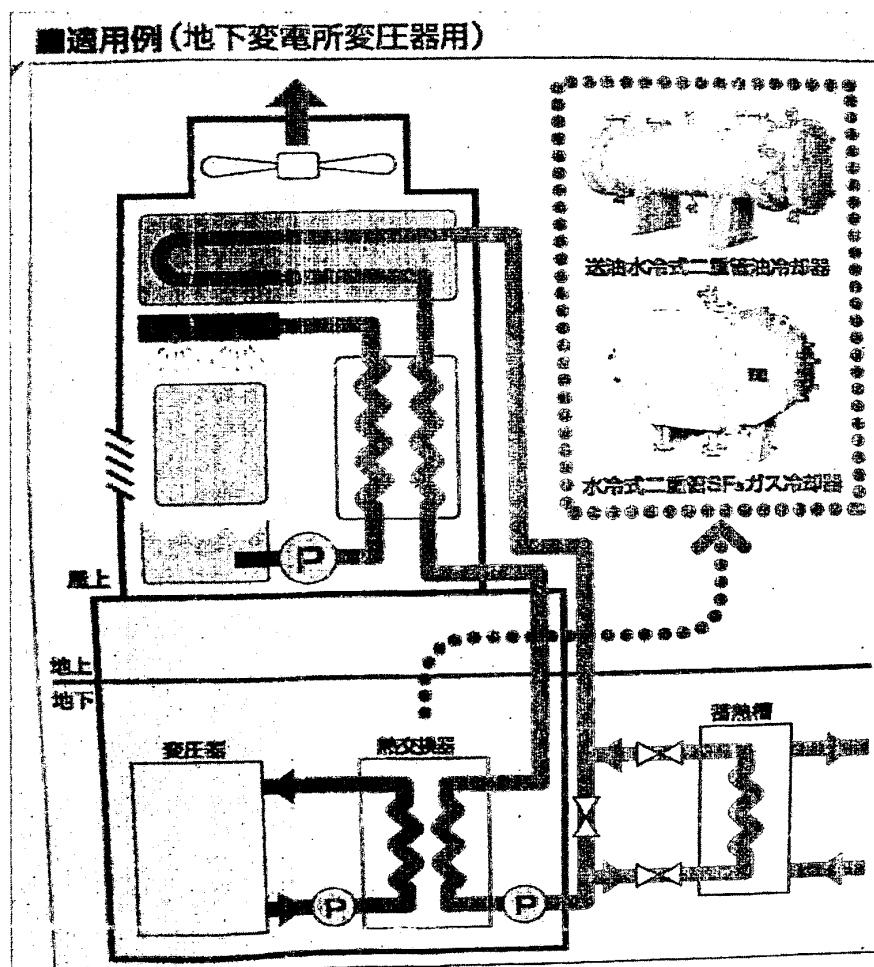 ■適用例(地下変電所変圧器用)
送油水冷式二重管油冷却器
水冷式二重管SF₆ガス冷却器
P
屋上
地上
地下
変圧器
熱交換器
蓄熱槽
P
P